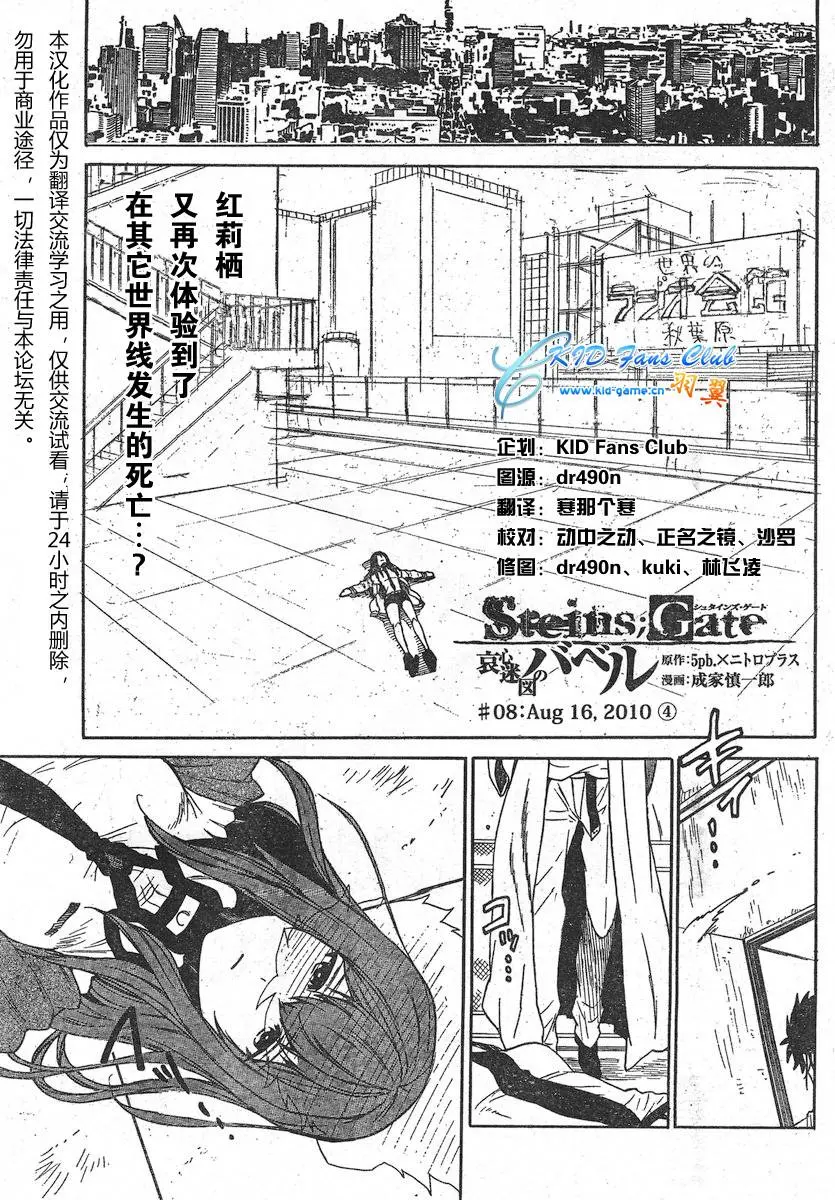 本汉化作品仅为翻译交流学习之用，仅供交流试看，请于24小时之内删除，
勿用于商业途径，一切法律责任与本论坛无关。
红莉栖
又再次体验到了
在其它世界线发生的死亡…？
世界の
ラジオ会館
秋葉原
KID Fans Club
www.kid-game.cn 羽翼
企划：KID Fans Club
图源：dr490n
翻译：寒那个寒
校对：动中之动、正名之镜、沙罗
修图：dr490n、kuki、林飞凌
シュタインズ・ゲート
Steins;Gate
哀心迷図のバベル
原作：5pb.×ニトロプラス
漫画：成家慎一郎
#08:Aug 16, 2010 ④
ギィ…
コツ…
C